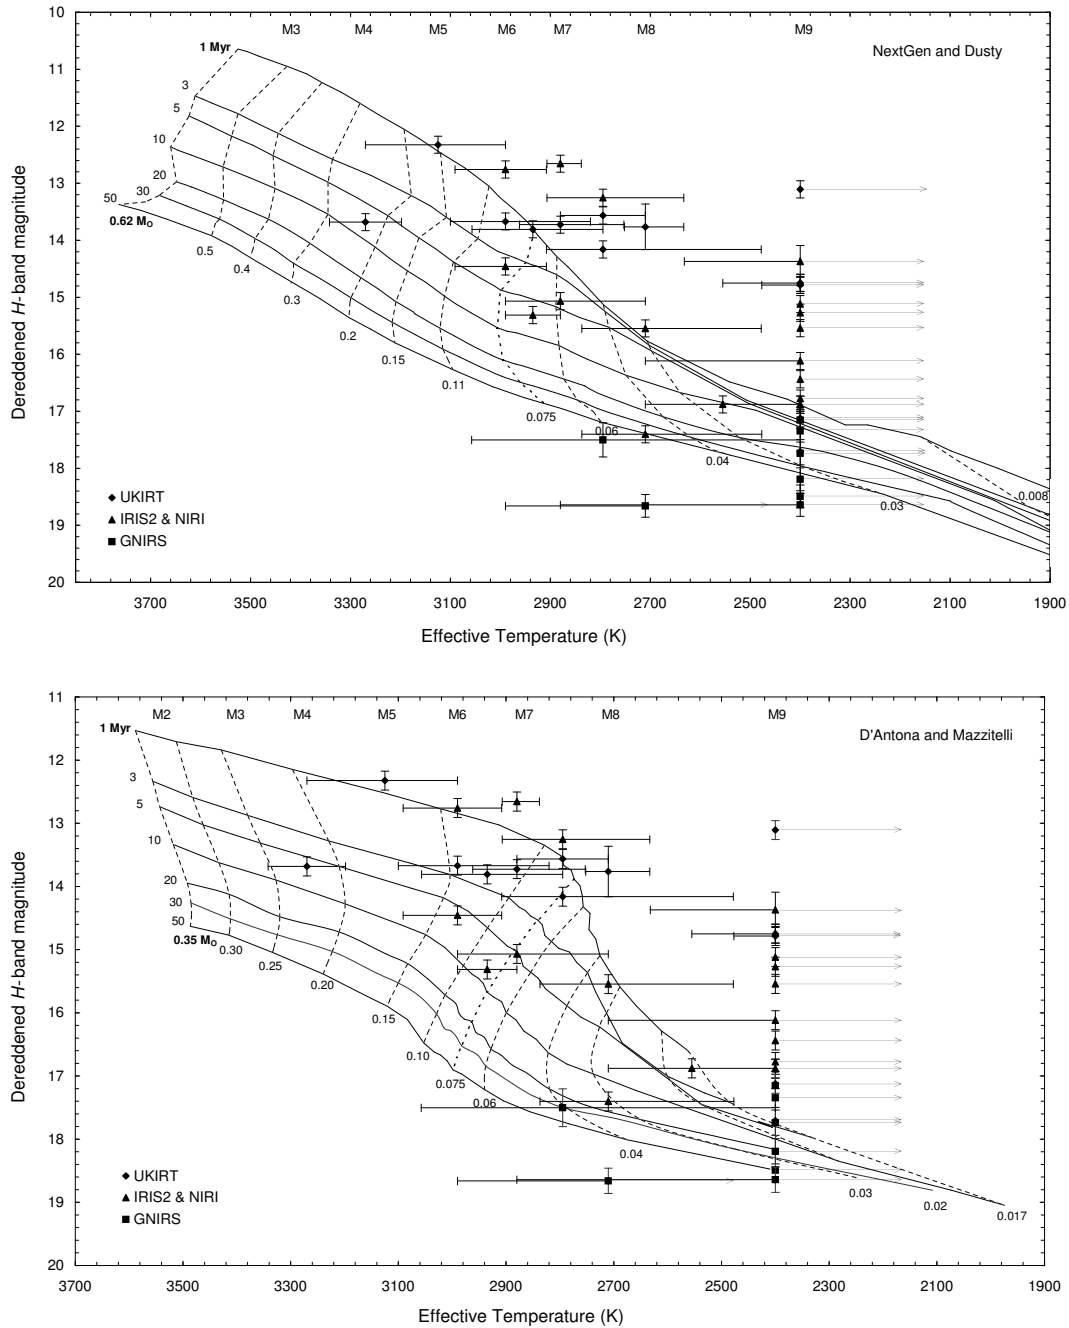 10
M3 M4 M5 M6 M7 M8 M9
1 Myr
NextGen and Dusty
11
3
5
12
10
13
20
30
50
0.62 M⊙
14
0.5
0.4
15
0.3
0.2
16
0.15
0.11
17
0.075
0.06
0.04
18
0.03
0.008
UKIRT
IRIS2 & NIRI
19
GNIRS
20
Dereddened H-band magnitude
3700 3500 3300 3100 2900 2700 2500 2300 2100 1900
Effective Temperature (K)
11
M2 M3 M4 M5 M6 M7 M8 M9
1 Myr
D'Antona and Mazzitelli
12
3
5
13
10
14
20
30
50
0.35 M⊙
0.30
15
0.25
0.20
16
0.15
0.10
17
0.075
0.06
18
0.04
UKIRT
0.03
IRIS2 & NIRI
0.02
19
0.017
GNIRS
20
Dereddened H-band magnitude
3700 3500 3300 3100 2900 2700 2500 2300 2100 1900
Effective Temperature (K)